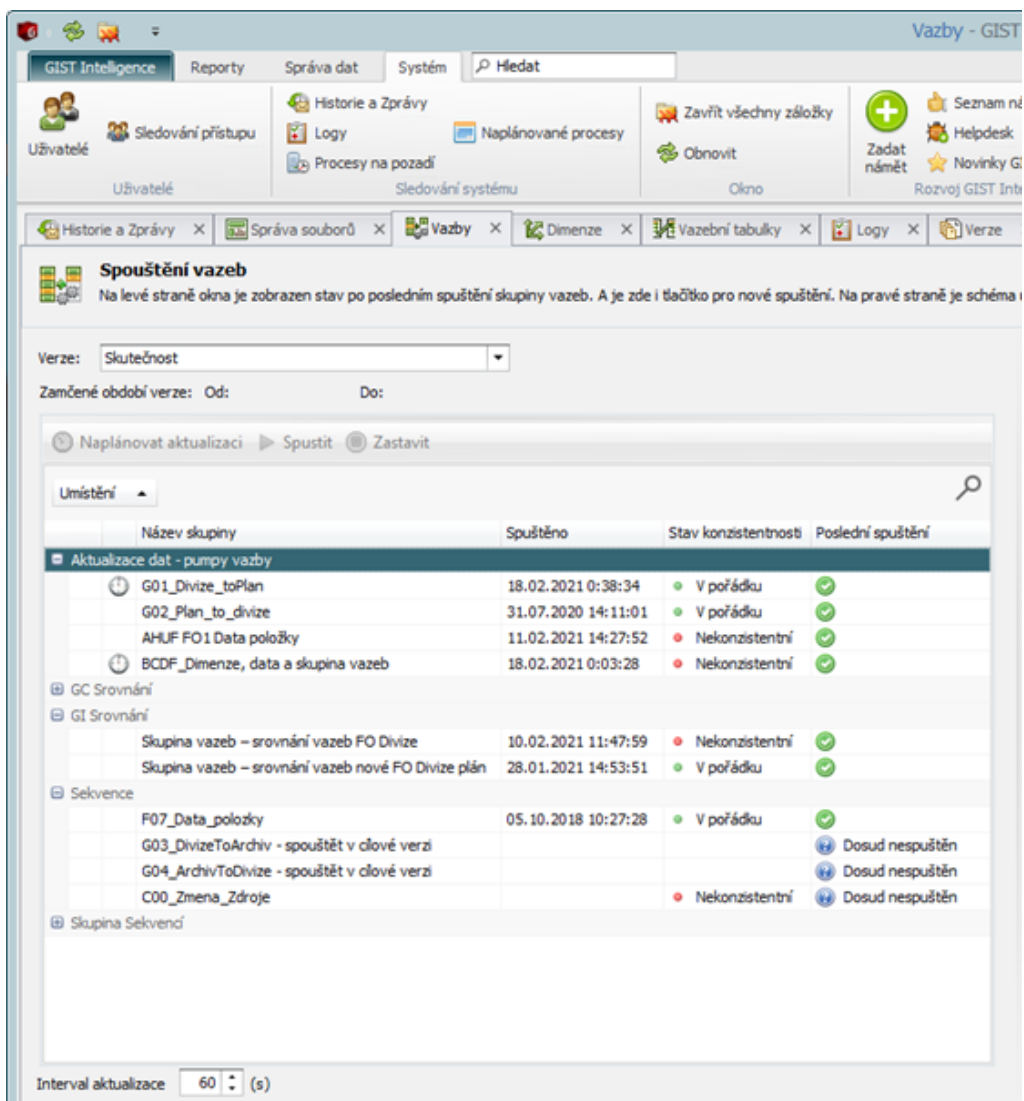 Vazby - GIST
GIST Intelligence Reporty Správa dat Systém Hledat
Uživatelé
Sledování přístupu
Uživatelé
Historie a Zprávy
Logy
Procesy na pozadí
Naplánované procesy
Sledování systému
Zavřít všechny záložky
Obnovit
Okno
Zadat
námět
Seznam ná
Helpdesk
Novinky GI
Rozvoj GIST Inte
Historie a Zprávy Správa souborů Vazby Dimenze Vazební tabulky Logy Verze
Spouštění vazeb
Na levé straně okna je zobrazen stav po posledním spuštění skupiny vazeb. A je zde i tlačítko pro nové spuštění. Na pravé straně je schéma
Verze: Skutečnost
Zamčené období verze: Od: Do:
Naplánovat aktualizaci Spustit Zastavit
Umístění
Název skupiny Spuštěno Stav konzistentnosti Poslední spuštění
Aktualizace dat - pumpy vazby
G01_Divize_toPlan 18.02.2021 0:38:34 V pořádku
G02_Plan_to_divize 31.07.2020 14:11:01 V pořádku
AHUF FO1 Data položky 11.02.2021 14:27:52 Nekonzistentní
BCDF_Dimenze, data a skupina vazeb 18.02.2021 0:03:28 Nekonzistentní
GC Srovnání
GI Srovnání
Skupina vazeb – srovnání vazeb FO Divize 10.02.2021 11:47:59 Nekonzistentní
Skupina vazeb – srovnání vazeb nové FO Divize plán 28.01.2021 14:53:51 V pořádku
Sekvence
F07_Data_polozky 05.10.2018 10:27:28 V pořádku
G03_DivizeToArchiv - spouštět v cílové verzi Dosud nespuštěn
G04_ArchivToDivize - spouštět v cílové verzi Dosud nespuštěn
C00_Zmena_Zdroje Nekonzistentní Dosud nespuštěn
Skupina Sekvencí
Interval aktualizace 60 (s)